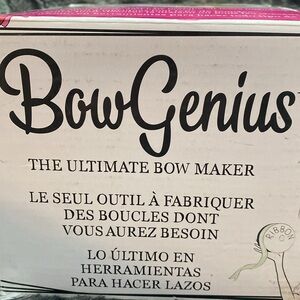 BowGenius
THE ULTIMATE BOW MAKER
LE SEUL OUTIL À FABRIQUER
DES BOUCLES DONT
VOUS AUREZ BESOIN
LO ÚLTIMO EN
HERRAMIENTAS
PARA HACER LAZOS
RIBBON